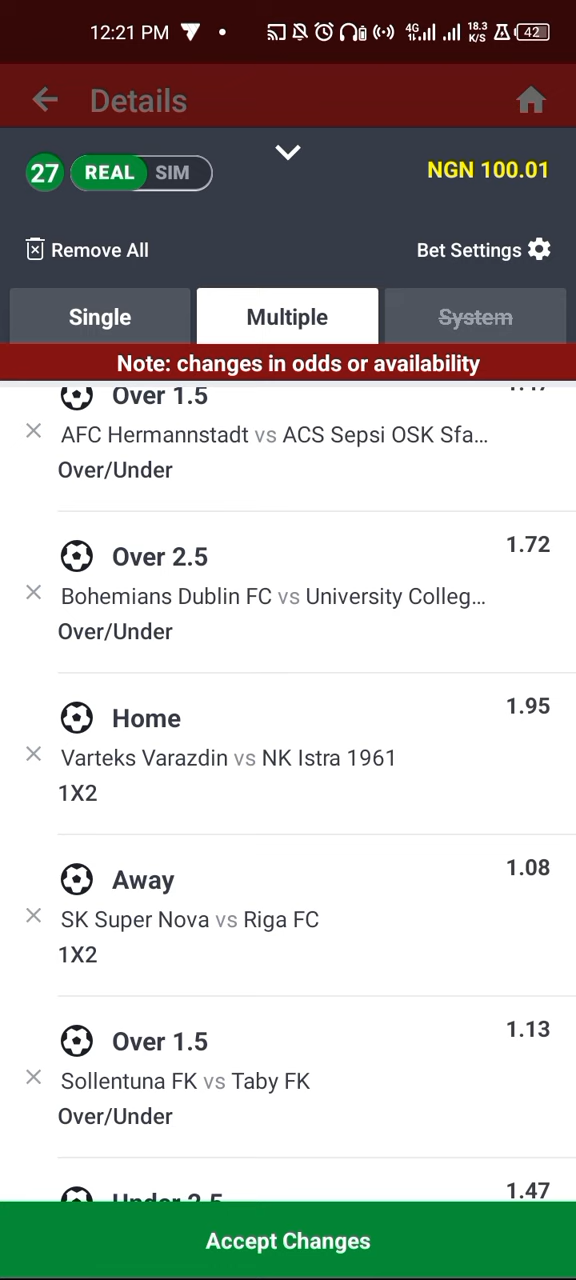 12:21 PM
4G
18.3 K/S
42
Details
27 REAL SIM
NGN 100.01
Remove All
Bet Settings
Single
Multiple
System
Note: changes in odds or availability
Over 1.5
AFC Hermannstadt vs ACS Sepsi OSK Sfa...
Over/Under
Over 2.5
1.72
Bohemians Dublin FC vs University Colleg...
Over/Under
Home
1.95
Varteks Varazdin vs NK Istra 1961
1X2
Away
1.08
SK Super Nova vs Riga FC
1X2
Over 1.5
1.13
Sollentuna FK vs Taby FK
Over/Under
Under 2.5
1.47
Accept Changes